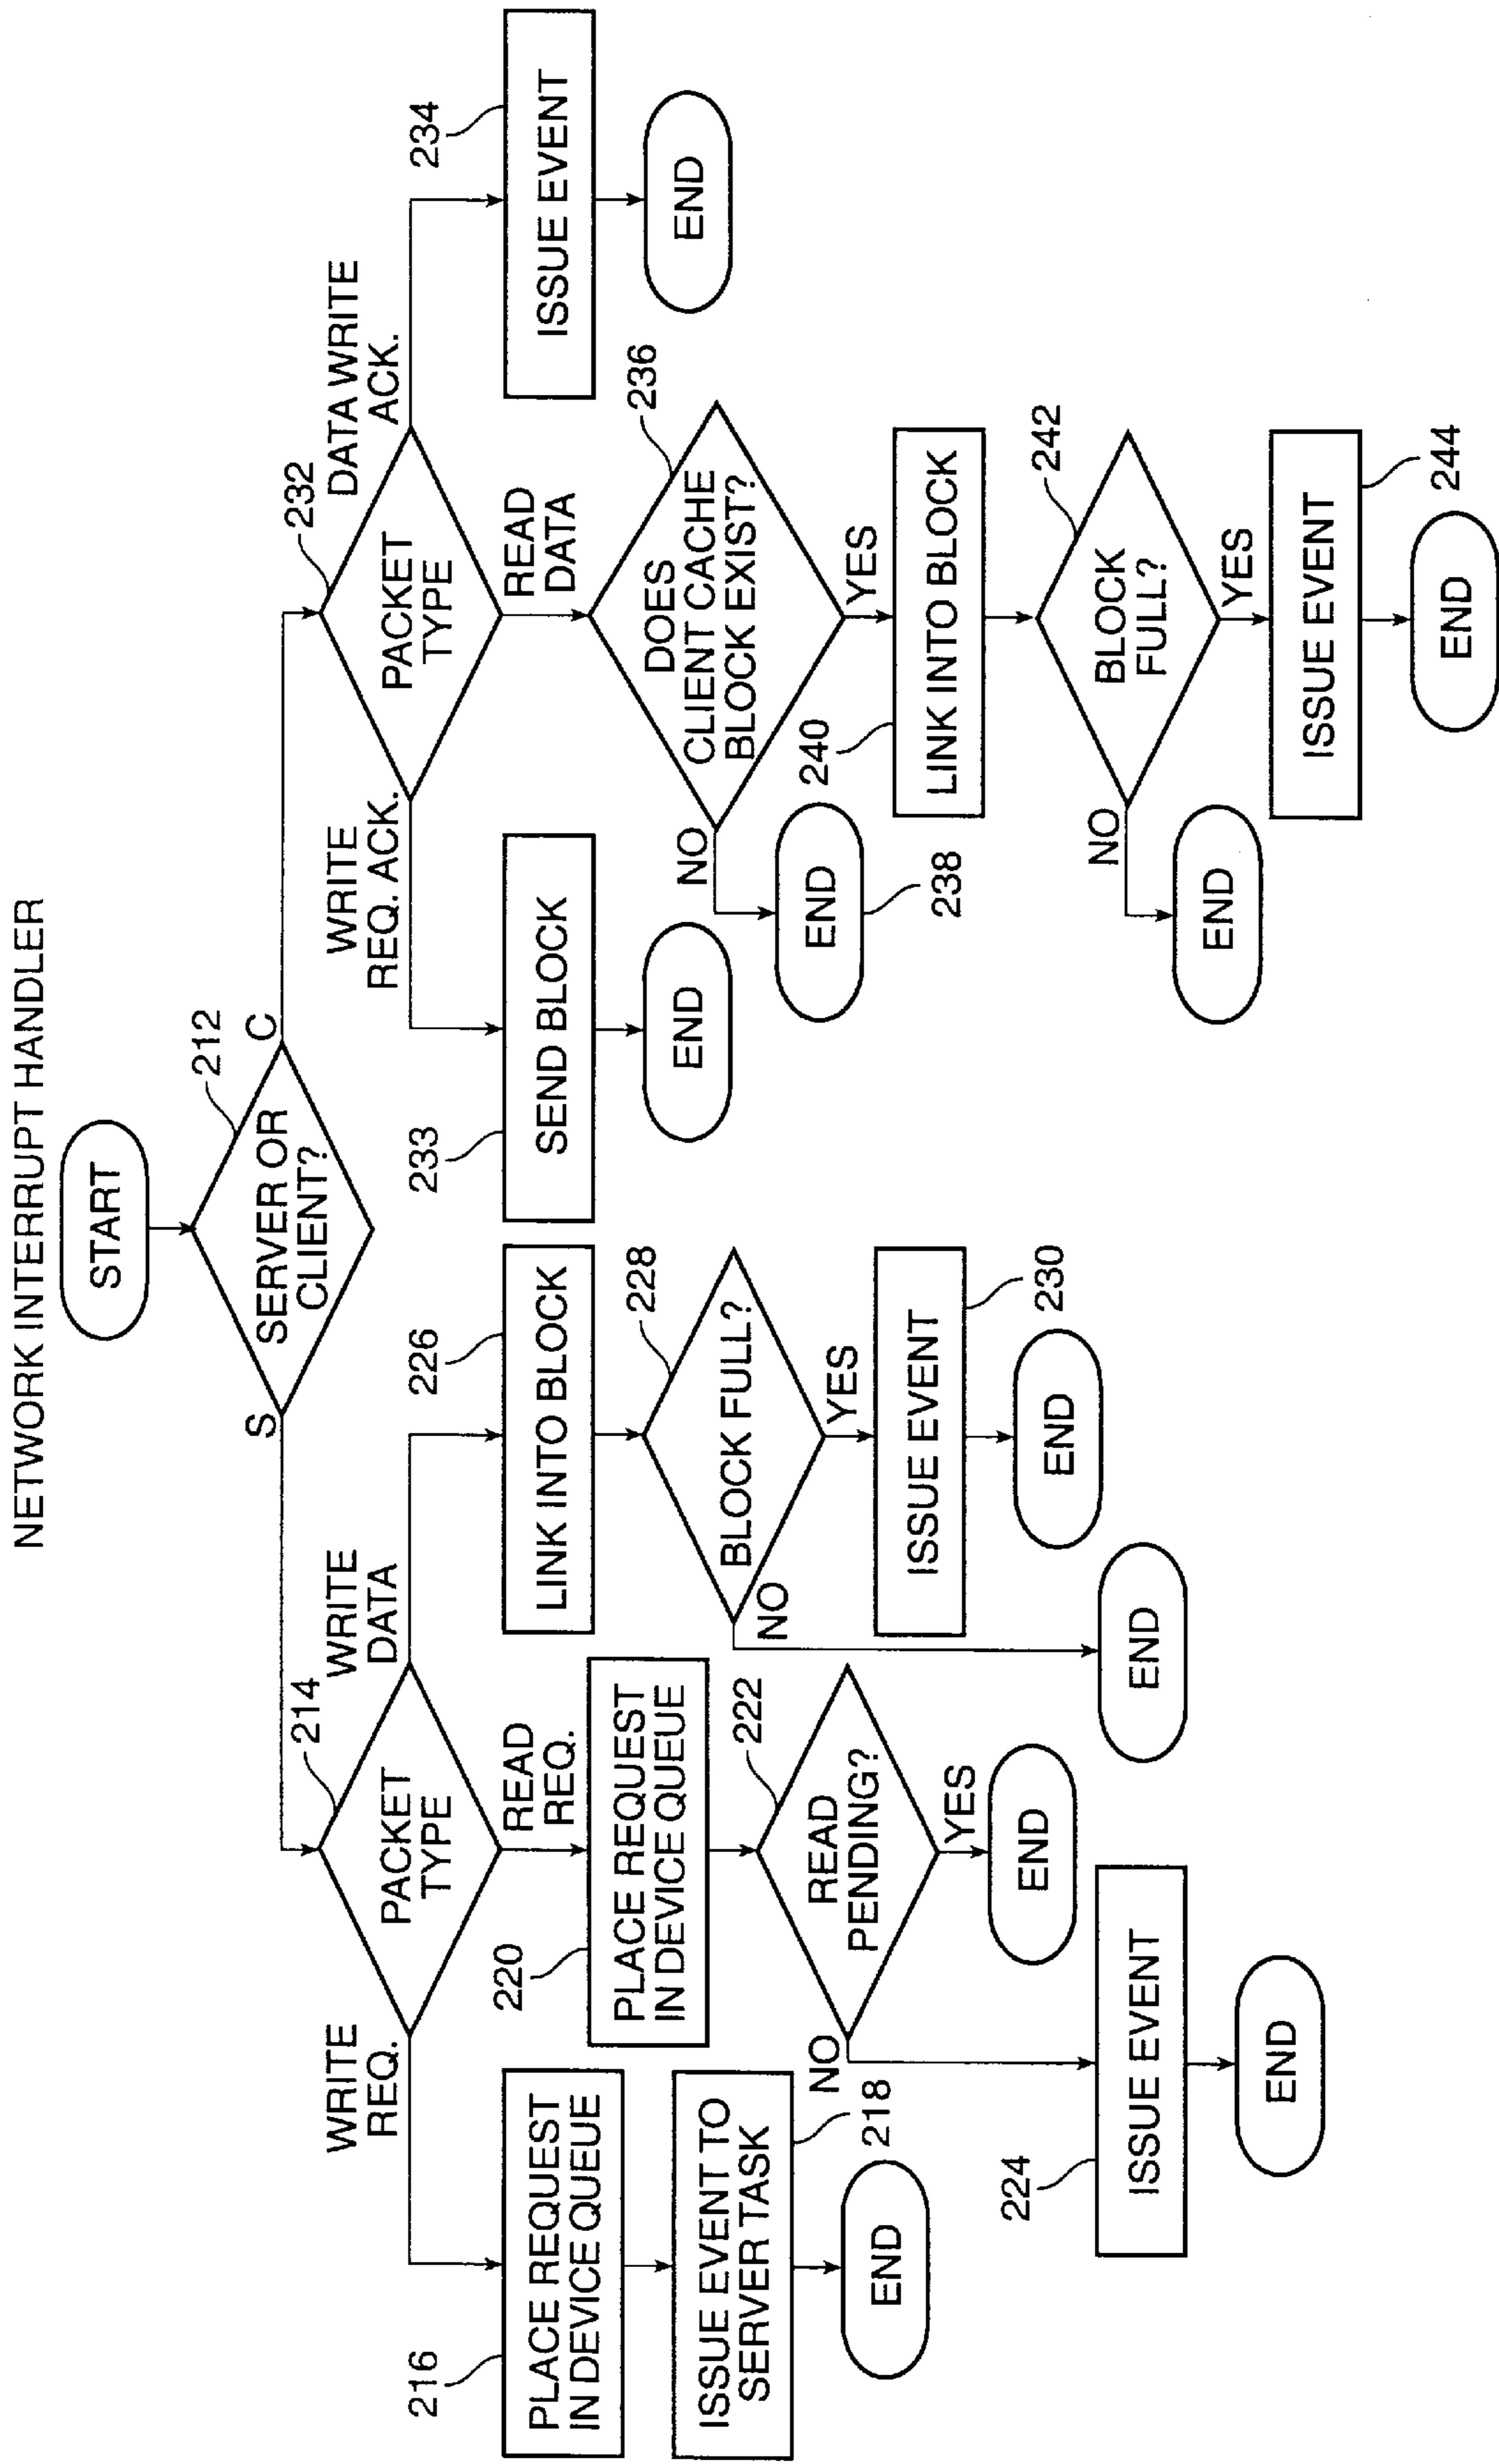 NETWORK INTERRUPT HANDLER
START
SERVER OR
CLIENT?
212
S
C
PACKET
TYPE
214
WRITE
REQ.
READ
REQ.
WRITE
DATA
216
PLACE REQUEST
IN DEVICE QUEUE
ISSUE EVENT TO
SERVER TASK
218
END
220
PLACE REQUEST
IN DEVICE QUEUE
READ
PENDING?
222
NO
YES
END
224
ISSUE EVENT
END
226
LINK INTO BLOCK
BLOCK FULL?
228
NO
YES
END
ISSUE EVENT
230
END
PACKET
TYPE
232
WRITE
REQ. ACK.
READ
DATA
DATA WRITE
ACK.
233
SEND BLOCK
END
234
ISSUE EVENT
END
DOES
CLIENT CACHE
BLOCK EXIST?
236
NO
YES
END
238
240
LINK INTO BLOCK
BLOCK
FULL?
242
NO
YES
END
ISSUE EVENT
244
END